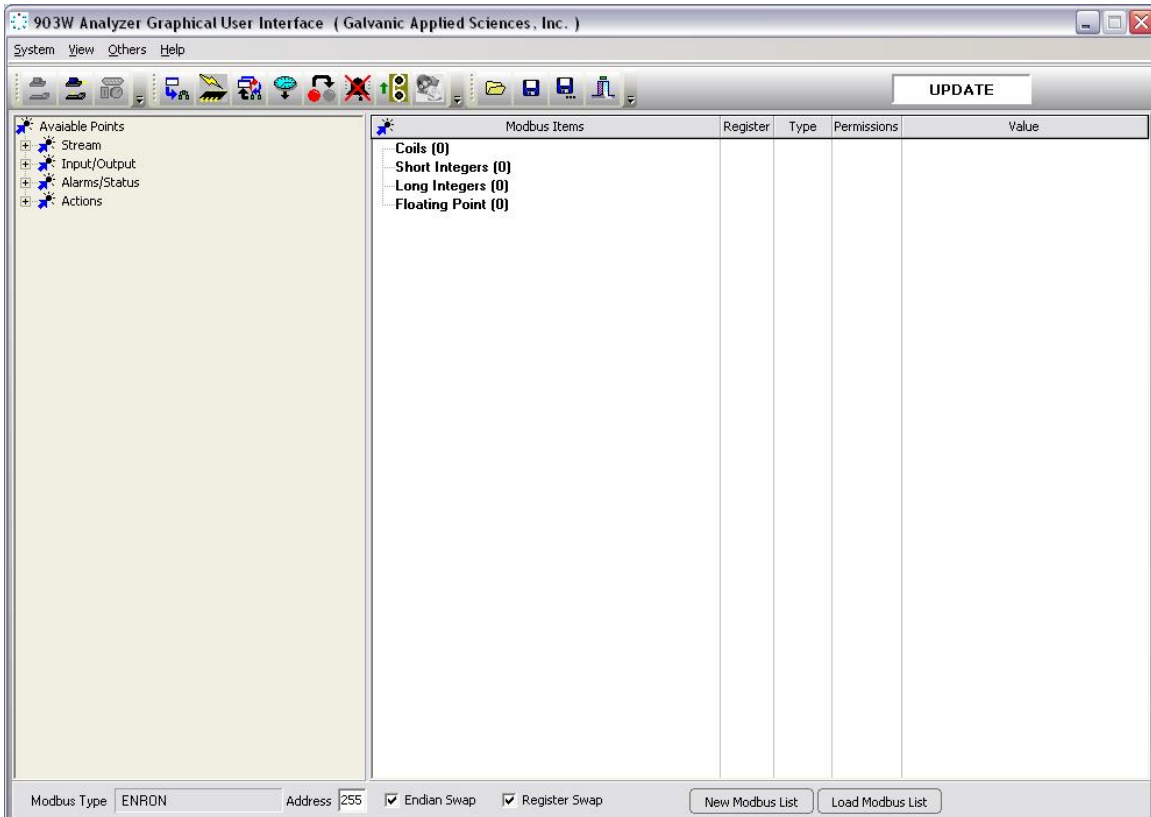 903W Analyzer Graphical User Interface ( Galvanic Applied Sciences, Inc. )
System View Others Help
UPDATE
Avaiable Points
Stream
Input/Output
Alarms/Status
Actions
Modbus Items Register Type Permissions Value
Coils (0)
Short Integers (0)
Long Integers (0)
Floating Point (0)
Modbus Type ENRON Address 255 Endian Swap Register Swap New Modbus List Load Modbus List